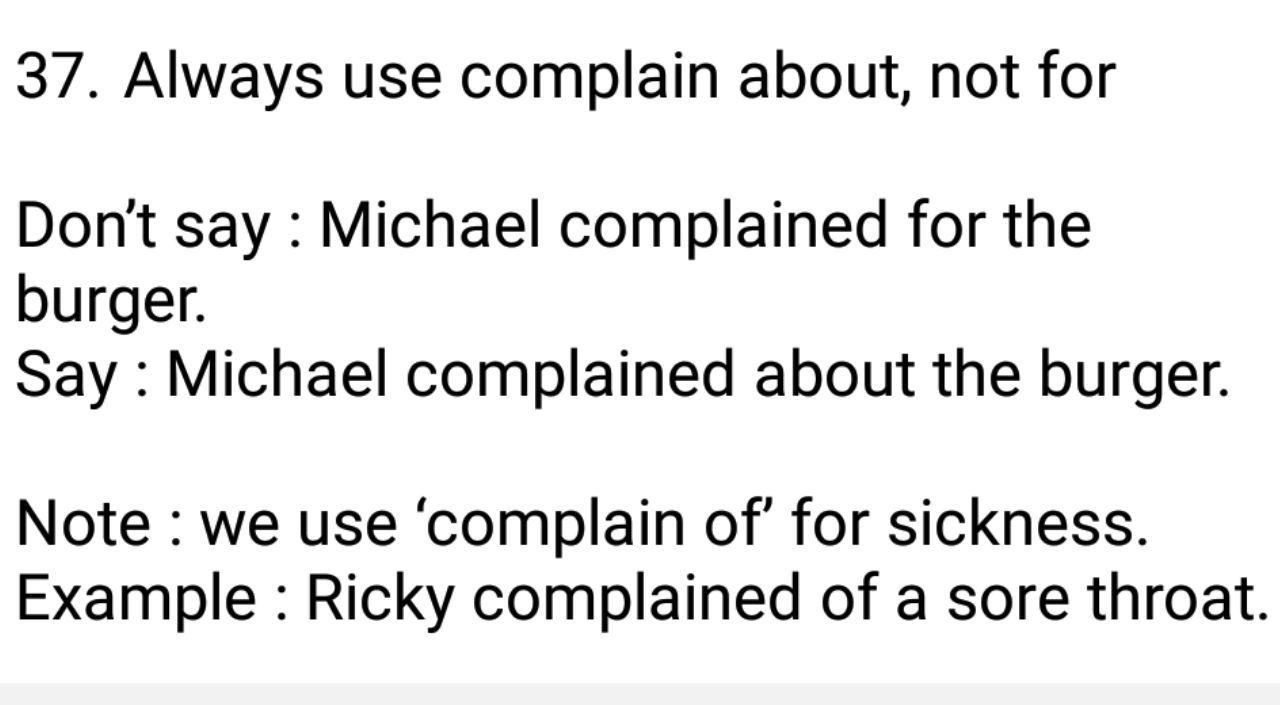 37. Always use complain about, not for
Don’t say : Michael complained for the
burger.
Say : Michael complained about the burger.
Note : we use ‘complain of’ for sickness.
Example : Ricky complained of a sore throat.